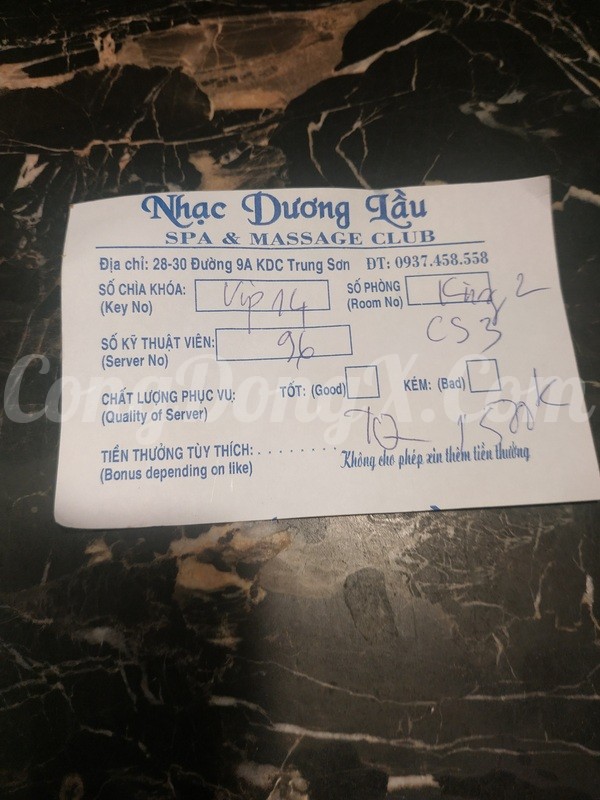 Nhạc Dương Lầu
SPA & MASSAGE CLUB
Địa chỉ: 28-30 Đường 9A KDC Trung Sơn ĐT: 0937.458.558
SỐ CHÌA KHÓA: Vip 14 SỐ PHÒNG King 2
(Key No) (Room No)
CS3
SỐ KỸ THUẬT VIÊN: 96
(Server No)
CongDongX.Com
CHẤT LƯỢNG PHỤC VỤ: TỐT: (Good) KÉM: (Bad)
(Quality of Server)
1500K
TIỀN THƯỞNG TÙY THÍCH: . . . . . . . . Không cho phép xin thêm tiền thưởng
(Bonus depending on like)